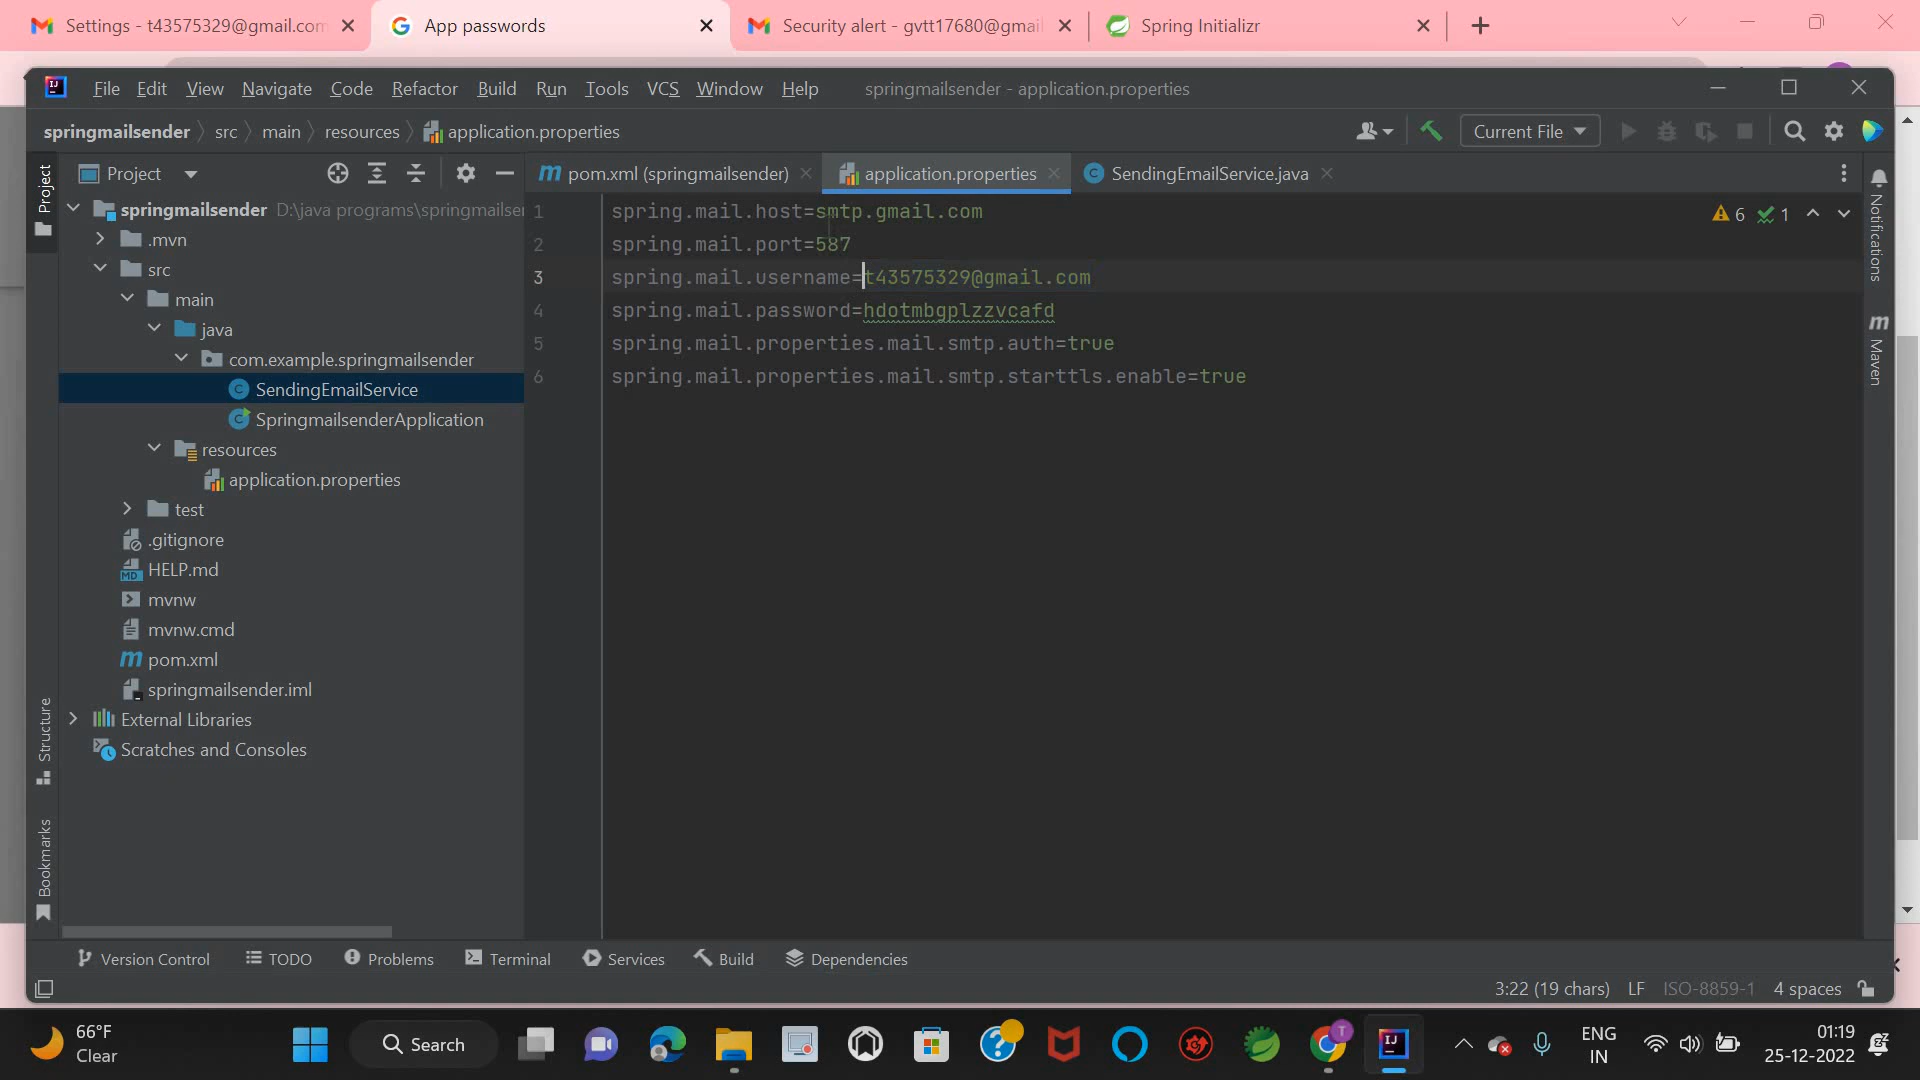 Settings - t43575329@gmail.com
App passwords
Security alert - gvtt17680@gmai
Spring Initializr
File Edit View Navigate Code Refactor Build Run Tools VCS Window Help
springmailsender - application.properties
springmailsender src main resources application.properties
Current File
Project
pom.xml (springmailsender)
application.properties
SendingEmailService.java
Project
Structure
Bookmarks
springmailsender D:\java programs\springmailser
.mvn
src
main
java
com.example.springmailsender
SendingEmailService
SpringmailsenderApplication
resources
application.properties
test
.gitignore
HELP.md
mvnw
mvnw.cmd
pom.xml
springmailsender.iml
External Libraries
Scratches and Consoles
1 spring.mail.host=smtp.gmail.com
2 spring.mail.port=587
3 spring.mail.username=t43575329@gmail.com
4 spring.mail.password=hdotmbgplzzvcafd
5 spring.mail.properties.mail.smtp.auth=true
6 spring.mail.properties.mail.smtp.starttls.enable=true
6 1
Notifications
Maven
Version Control TODO Problems Terminal Services Build Dependencies
3:22 (19 chars) LF ISO-8859-1 4 spaces
66°F
Clear
Search
ENG
IN
01:19
25-12-2022